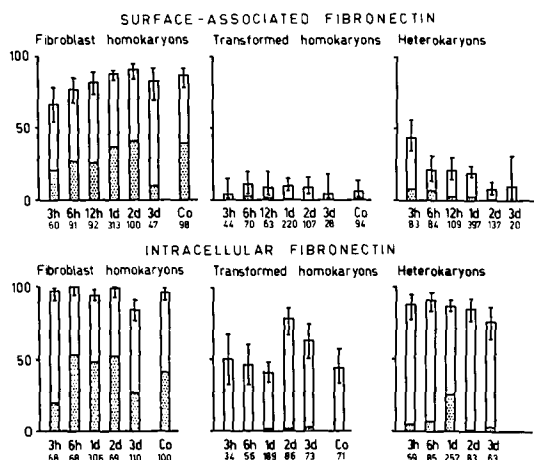 SURFACE-ASSOCIATED FIBRONECTIN
Fibroblast homokaryons
Transformed homokaryons
Heterokaryons
100
50
0
3h 6h 12h 1d 2d 3d Co
60 91 92 313 100 47 98
3h 6h 12h 1d 2d 3d Co
44 70 63 220 107 28 94
3h 6h 12h 1d 2d 3d
83 84 109 397 137 20
INTRACELLULAR FIBRONECTIN
Fibroblast homokaryons
Transformed homokaryons
Heterokaryons
100
50
0
3h 6h 1d 2d 3d Co
68 68 306 69 110 100
3h 6h 1d 2d 3d Co
34 56 189 86 73 71
3h 6h 1d 2d 3d
59 85 252 83 63